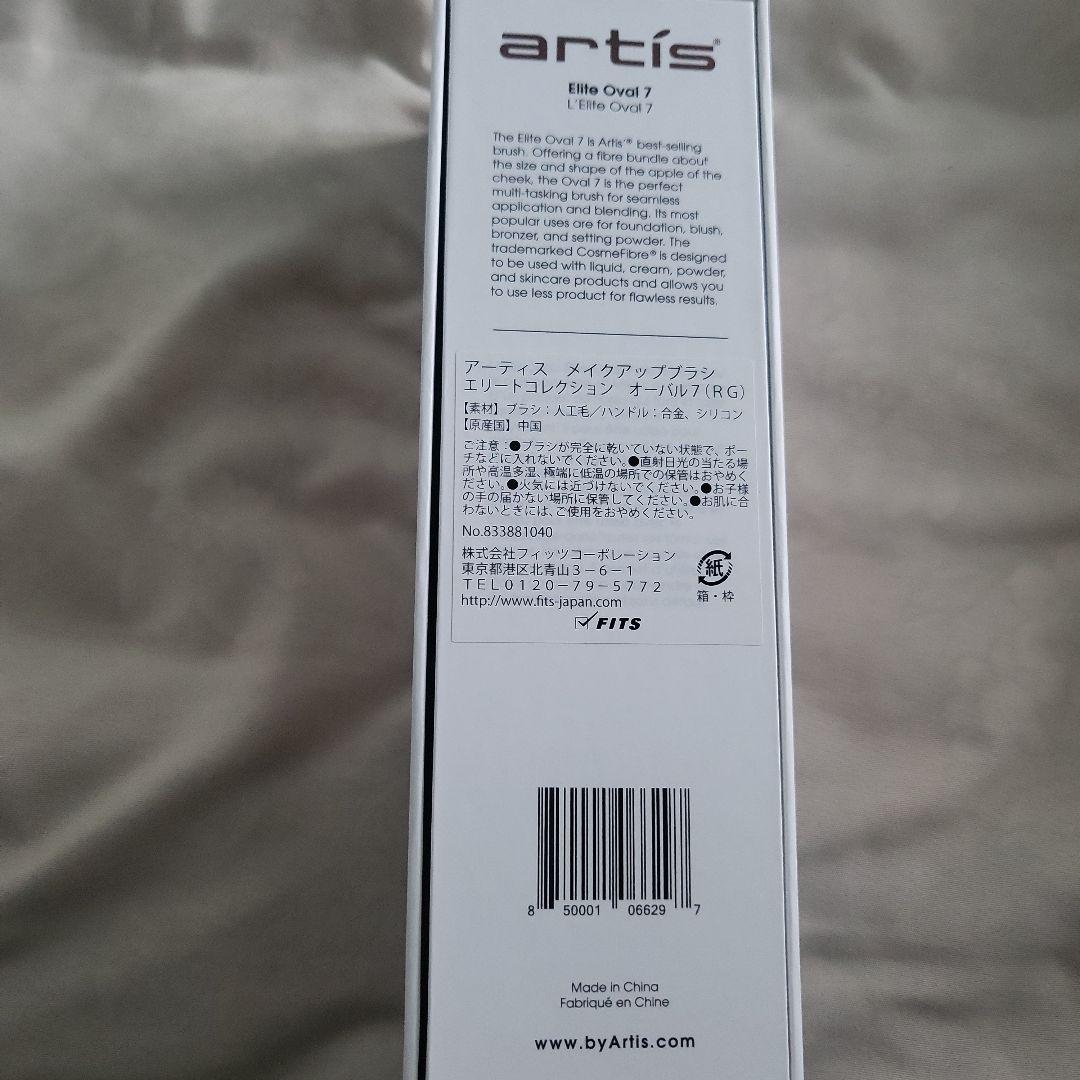 artís®
Elite Oval 7
L'Elite Oval 7
The Elite Oval 7 is Artis'® best-selling
brush. Offering a fibre bundle about
the size and shape of the apple of the
cheek, the Oval 7 is the perfect
multi-tasking brush for seamless
application and blending. Its most
popular uses are for foundation, blush,
bronzer, and setting powder. The
trademarked CosmeFibre® is designed
to be used with liquid, cream, powder,
and skincare products and allows you
to use less product for flawless results.
アーティス　メイクアップブラシ
エリートコレクション　オーバル７（ＲＧ）
【素材】ブラシ：人工毛／ハンドル：合金、シリコン
【原産国】中国
ご注意：●ブラシが完全に乾いていない状態で、ポー
チなどに入れないでください。●直射日光の当たる場
所や高温多湿、極端に低温の場所での保管はおやめく
ださい。●火気には近づけないでください。●お子様
の手の届かない場所に保管してください。●お肌に合
わないときには、ご使用をおやめください。
No.833881040
株式会社フィッツコーポレーション
東京都港区北青山３－６－１
ＴＥＬ０１２０－７９－５７７２
http://www.fits-japan.com
紙
箱・枠
FITS
8 50001 06629 7
Made in China
Fabriqué en Chine
www.byArtis.com